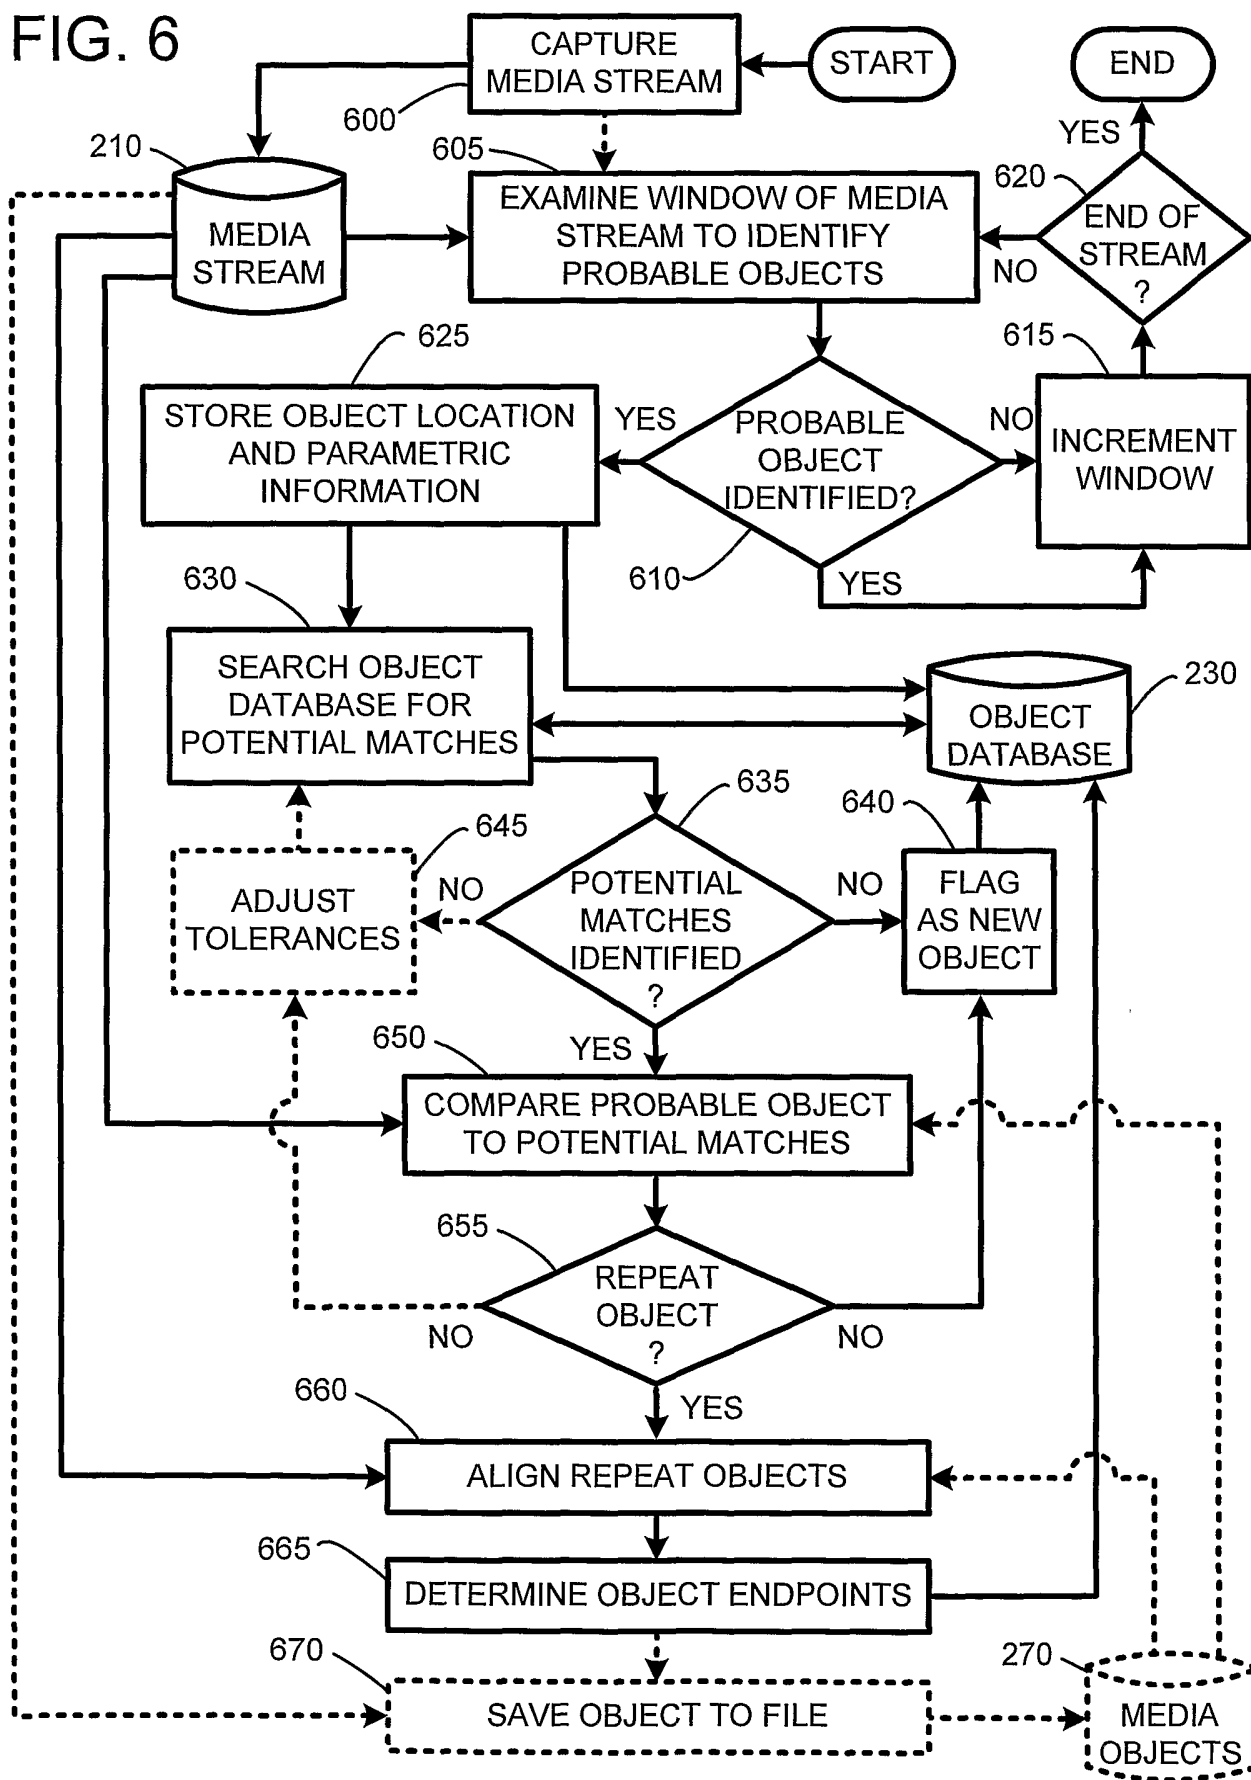 FIG. 6
CAPTURE
MEDIA STREAM
START
END
600
YES
210
605
620
MEDIA
STREAM
EXAMINE WINDOW OF MEDIA
STREAM TO IDENTIFY
PROBABLE OBJECTS
END OF
STREAM
?
NO
625
615
STORE OBJECT LOCATION
AND PARAMETRIC
INFORMATION
YES
PROBABLE
OBJECT
IDENTIFIED?
NO
INCREMENT
WINDOW
610
YES
630
SEARCH OBJECT
DATABASE FOR
POTENTIAL MATCHES
OBJECT
DATABASE
230
635
640
645
ADJUST
TOLERANCES
NO
POTENTIAL
MATCHES
IDENTIFIED
?
NO
FLAG
AS NEW
OBJECT
YES
650
COMPARE PROBABLE OBJECT
TO POTENTIAL MATCHES
655
REPEAT
OBJECT
?
NO
NO
YES
660
ALIGN REPEAT OBJECTS
665
DETERMINE OBJECT ENDPOINTS
670
SAVE OBJECT TO FILE
270
MEDIA
OBJECTS